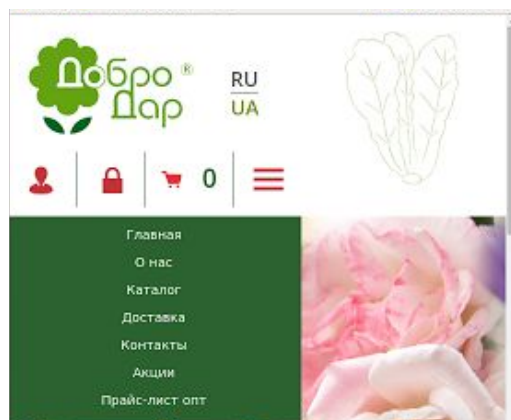 Добро ®
Дар
RU
UA
0
Главная
О нас
Каталог
Доставка
Контакты
Акции
Прайс-лист опт